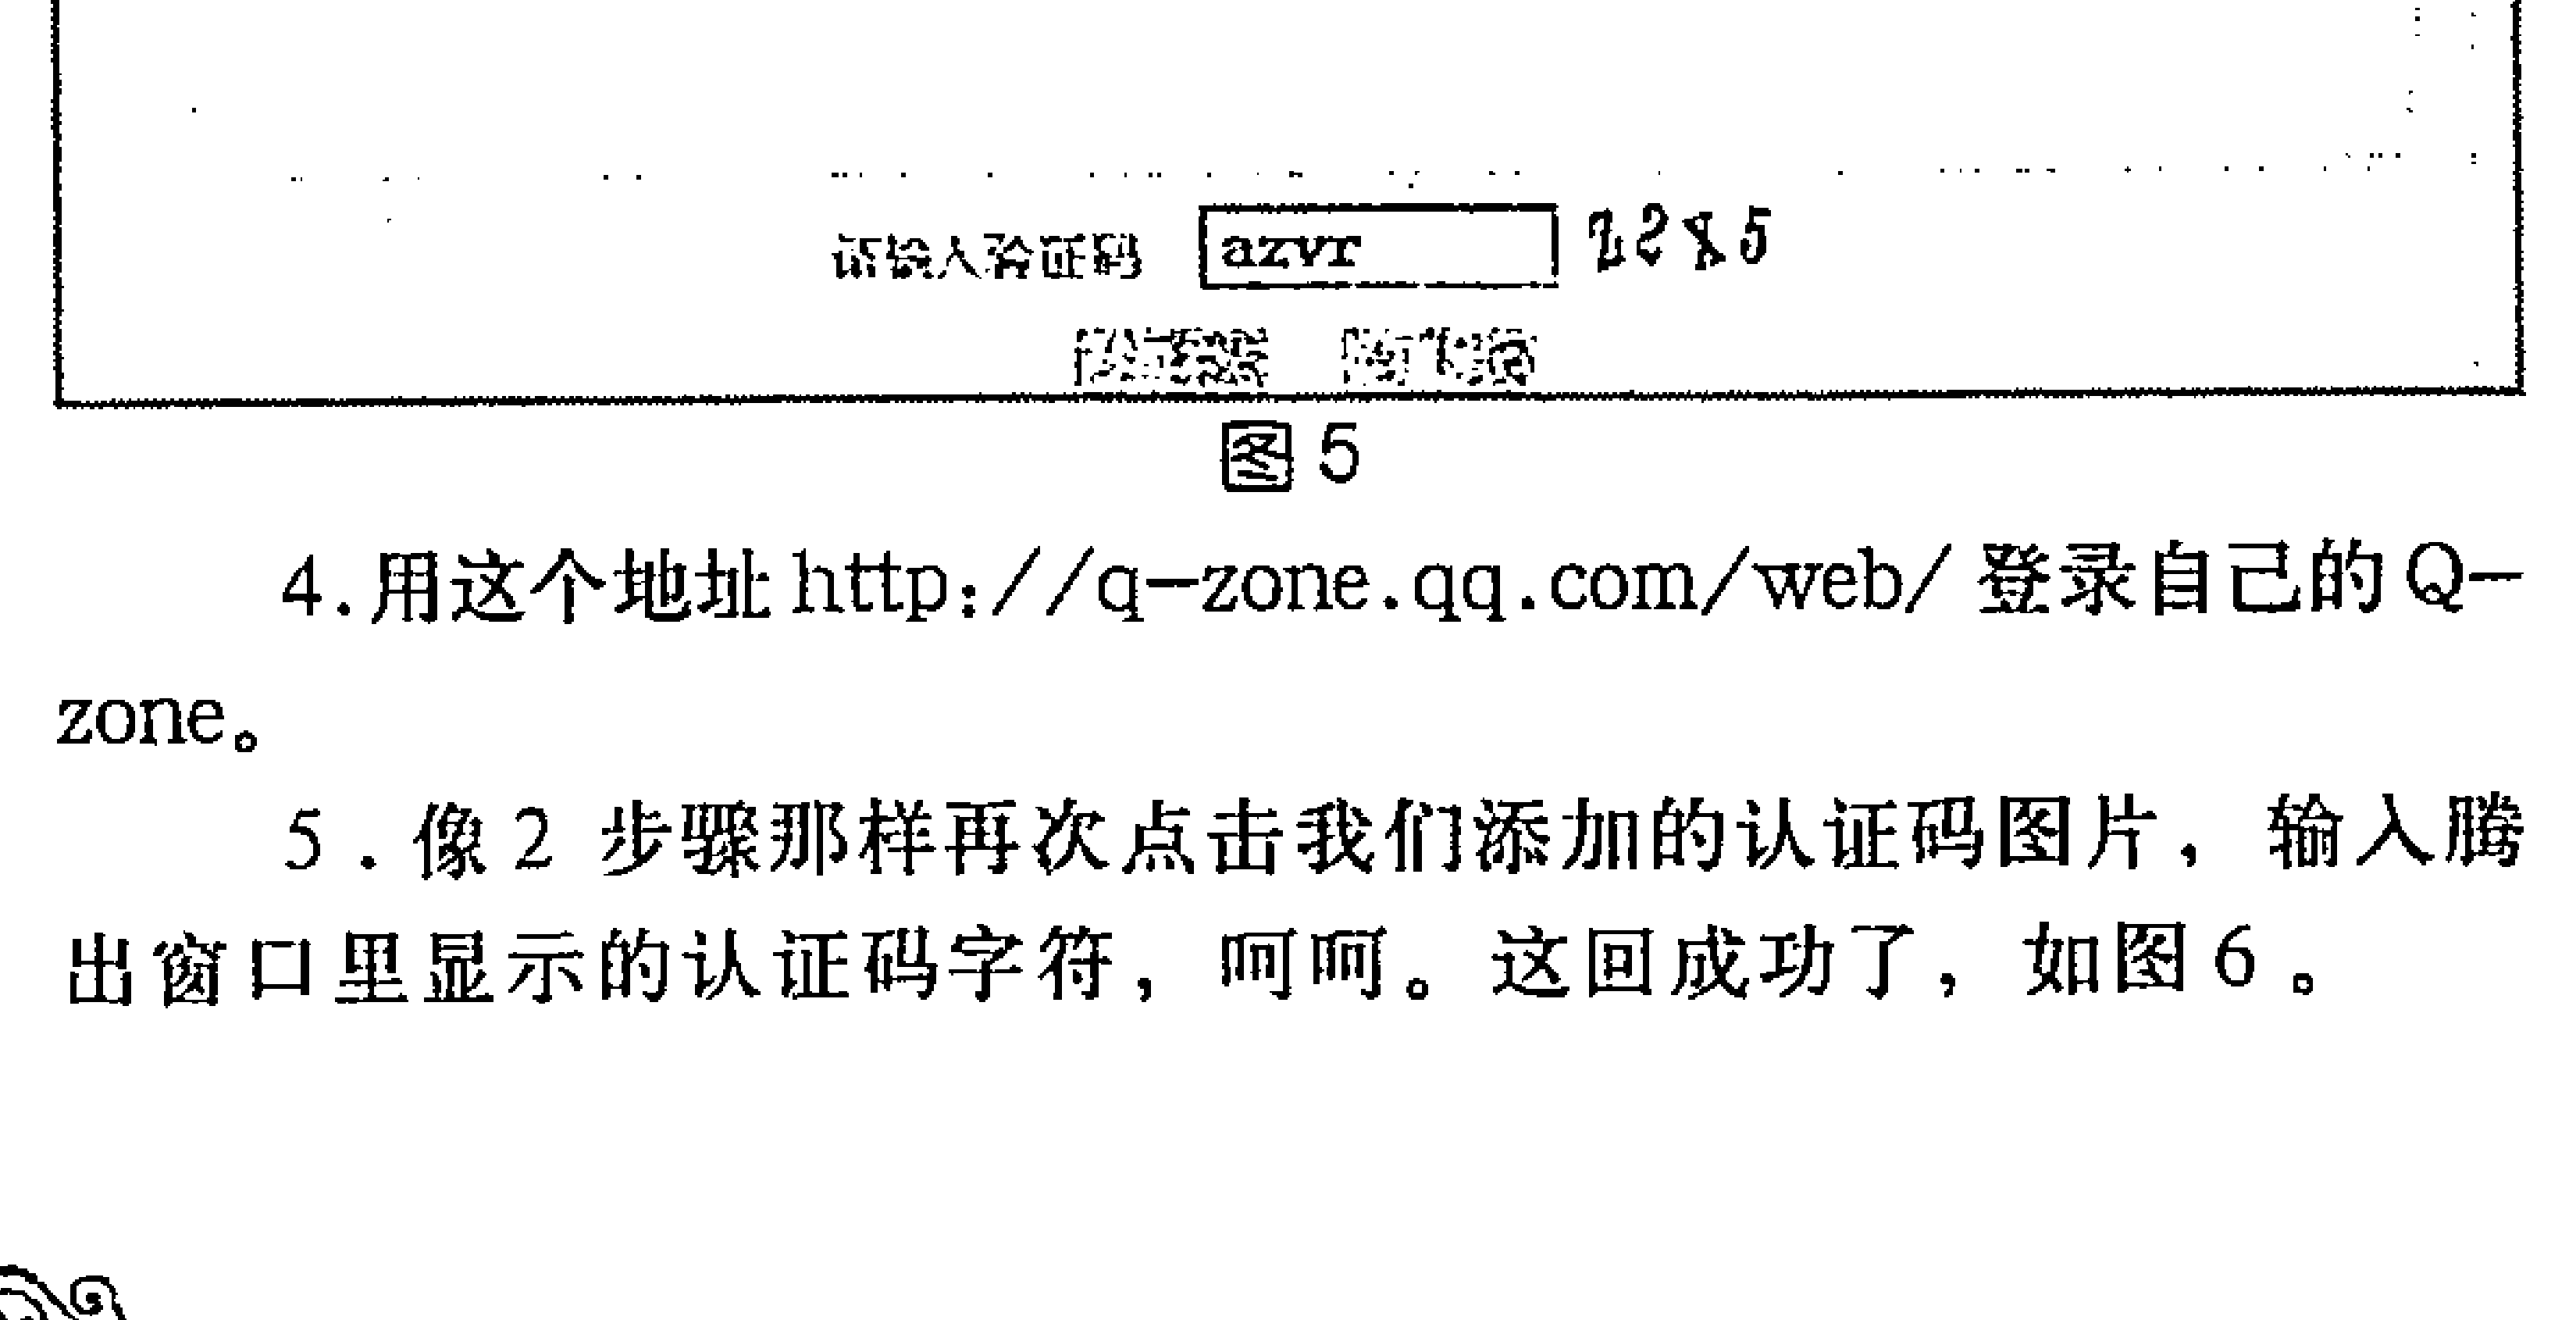 请输入验证码 azvr z2x5
图5
4.用这个地址http://q-zone.qq.com/web/登录自己的Q-
zone。
5.像2 步骤那样再次点击我们添加的认证码图片，输入腾
出窗口里显示的认证码字符，呵呵。这回成功了，如图6。